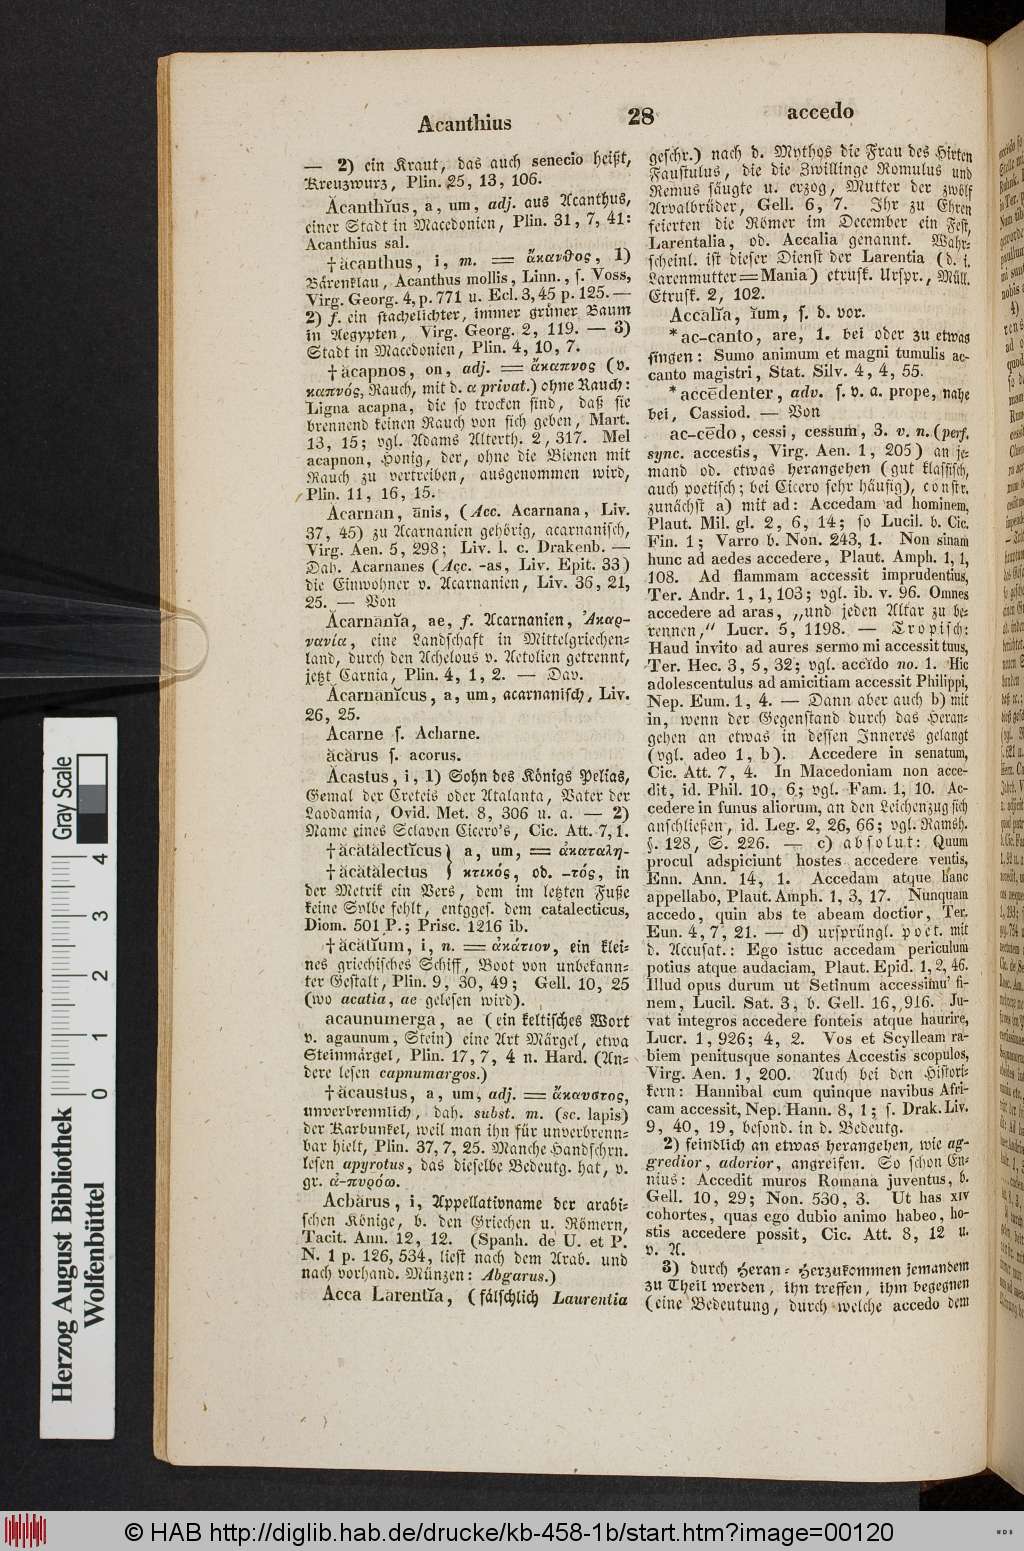 Acanthius
28
accedo
— 2) ein Kraut, das auch senecio heißt,
Kreuzwurz, Plin. 25, 13, 106.
Ăcanthĭus, a, um, adj. aus Acanthus,
einer Stadt in Macedonien, Plin. 31, 7, 41:
Acanthius sal.
†ăcanthus, i, m. = ἄκανθος, 1)
Bärenklau, Acanthus mollis, Linn., s. Voss,
Virg. Georg. 4, p. 771 u. Ecl. 3, 45 p. 125. —
2) f. ein stachelichter, immer grüner Baum
in Aegypten, Virg. Georg. 2, 119. — 3)
Stadt in Macedonien, Plin. 4, 10, 7.
†ăcapnos, on, adj. = ἄκαπνος (v.
καπνός, Rauch, mit d. α privat.) ohne Rauch:
Ligna acapna, die so trocken sind, daß sie
brennend keinen Rauch von sich geben, Mart.
13, 15; vgl. Adams Alterth. 2, 317. Mel
acapnon, Honig, der, ohne die Bienen mit
Rauch zu vertreiben, ausgenommen wird,
Plin. 11, 16, 15.
Acarnan, ānis, (Acc. Acarnana, Liv.
37, 45) zu Acarnanien gehörig, acarnanisch,
Virg. Aen. 5, 298; Liv. l. c. Drakenb. —
Dah. Acarnanes (Acc. -as, Liv. Epit. 33)
die Einwohner v. Acarnanien, Liv. 36, 21,
25. — Von
Ăcarnānĭa, ae, f. Acarnanien, Ἀκαρ-
νανία, eine Landschaft in Mittelgriechen=
land, durch den Achelous v. Aetolien getrennt,
jetzt Carnia, Plin. 4, 1, 2. — Dav.
Ăcarnānĭcus, a, um, acarnanisch, Liv.
26, 25.
Acarne s. Acharne.
ăcărus s. acorus.
Ăcastus, i, 1) Sohn des Königs Pelias,
Gemal der Creteis oder Atalanta, Vater der
Laodamia, Ovid. Met. 8, 306 u. a. — 2)
Name eines Sclaven Cicero's, Cic. Att. 7, 1.
†ăcătălectĭcus } a, um, = ἀκαταλη-
†ăcătălectus } κτικός, od. -τός, in
der Metrik ein Vers, dem im letzten Fuße
keine Sylbe fehlt, entgges. dem catalecticus,
Diom. 501 P.; Prisc. 1216 ib.
†ăcătĭum, i, n. = ἀκάτιον, ein klei=
nes griechisches Schiff, Boot von unbekann=
ter Gestalt, Plin. 9, 30, 49; Gell. 10, 25
(wo acatia, ae gelesen wird).
acaunumerga, ae (ein keltisches Wort
v. agaunum, Stein) eine Art Märgel, etwa
Steinmärgel, Plin. 17, 7, 4 n. Hard. (An=
dere lesen capnumargos.)
†ăcaustus, a, um, adj. = ἄκαυστος,
unverbrennlich, dah. subst. m. (sc. lapis)
der Karbunkel, weil man ihn für unverbrenn=
bar hielt, Plin. 37, 7, 25. Manche Handschrn.
lesen apyrotus, das dieselbe Bedeutg. hat, v.
gr. ἀ-πυρόω.
Acbărus, i, Appellativname der arabi=
schen Könige, b. den Griechen u. Römern,
Tacit. Ann. 12, 12. (Spanh. de U. et P.
N. 1 p. 126, 534, liest nach dem Arab. und
nach vorhand. Münzen: Abgarus.)
Acca Larentĭa, (fälschlich Laurentia
geschr.) nach d. Mythos die Frau des Hirten
Faustulus, die die Zwillinge Romulus und
Remus säugte u. erzog, Mutter der zwölf
Arvalbrüder, Gell. 6, 7. Ihr zu Ehren
feierten die Römer im December ein Fest,
Larentalia, od. Accalia genannt. Wahr=
scheinl. ist dieser Dienst der Larentia (d. i.
Larenmutter = Mania) etrusk. Urspr., Müll.
Etrusk. 2, 102.
Accalĭa, ĭum, s. d. vor.
*ac-canto, are, 1. bei oder zu etwas
singen: Sumo animum et magni tumulis ac-
canto magistri, Stat. Silv. 4, 4, 55.
*accēdenter, adv. s. v. a. prope, nahe
bei, Cassiod. — Von
ac-cēdo, cessi, cessum, 3. v. n. (perf.
sync. accestis, Virg. Aen. 1, 205) an je=
mand od. etwas herangehen (gut klassisch,
auch poetisch; bei Cicero sehr häufig), constr.
zunächst a) mit ad: Accedam ad hominem,
Plaut. Mil. gl. 2, 6, 14; so Lucil. b. Cic.
Fin. 1; Varro b. Non. 243, 1. Non sinam
hunc ad aedes accedere, Plaut. Amph. 1, 1,
108. Ad flammam accessit imprudentius,
Ter. Andr. 1, 1, 103; vgl. ib. v. 96. Omnes
accedere ad aras, „und jeden Altar zu be=
rennen,“ Lucr. 5, 1198. — Tropisch:
Haud invito ad aures sermo mi accessit tuus,
Ter. Hec. 3, 5, 32; vgl. accĭdo no. 1. Hic
adolescentulus ad amicitiam accessit Philippi,
Nep. Eum. 1, 4. — Dann aber auch b) mit
in, wenn der Gegenstand durch das Heran=
gehen an etwas in dessen Inneres gelangt
(vgl. adeo 1, b). Accedere in senatum,
Cic. Att. 7, 4. In Macedoniam non acce-
dit, id. Phil. 10, 6; vgl. Fam. 1, 10. Ac-
cedere in funus aliorum, an den Leichenzug sich
anschließen, id. Leg. 2, 26, 66; vgl. Ramsh.
§. 128, S. 226. — c) absolut: Quum
procul adspiciunt hostes accedere ventis,
Enn. Ann. 14, 1. Accedam atque hanc
appellabo, Plaut. Amph. 1, 3, 17. Nunquam
accedo, quin abs te abeam doctior, Ter.
Eun. 4, 7, 21. — d) ursprüngl. poet. mit
d. Accusat.: Ego istuc accedam periculum
potius atque audaciam, Plaut. Epid. 1, 2, 46.
Illud opus durum ut Setinum accessimu' fi-
nem, Lucil. Sat. 3, b. Gell. 16, 916. Ju-
vat integros accedere fonteis atque haurire,
Lucr. 1, 926; 4, 2. Vos et Scylleam ra-
biem penitusque sonantes Accestis scopulos,
Virg. Aen. 1, 200. Auch bei den Histori=
kern: Hannibal cum quinque navibus Afri-
cam accessit, Nep. Hann. 8, 1; s. Drak. Liv.
9, 40, 19, besond. in d. Bedeutg.
2) feindlich an etwas herangehen, wie ag-
gredior, adorior, angreifen. So schon En=
nius: Accedit muros Romana juventus, b.
Gell. 10, 29; Non. 530, 3. Ut has XIV
cohortes, quas ego dubio animo habeo, ho-
stis accedere possit, Cic. Att. 8, 12 u.
v. A.
3) durch Heran= Herzukommen jemandem
zu Theil werden, ihn treffen, ihm begegnen
(eine Bedeutung, durch welche accedo dem
Herzog August Bibliothek
Wolfenbüttel
Gray Scale
0 1 2 3 4
© HAB http://diglib.hab.de/drucke/kb-458-1b/start.htm?image=00120